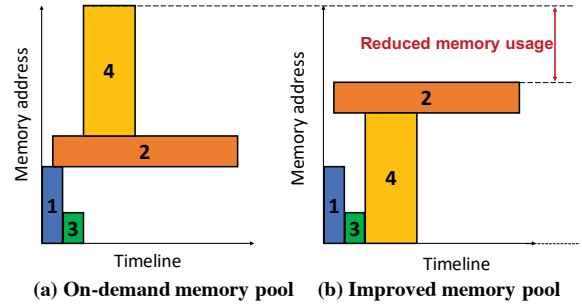 Memory address
4
2
1
3
Timeline
(a) On-demand memory pool
Memory address
Reduced memory usage
2
4
1
3
Timeline
(b) Improved memory pool